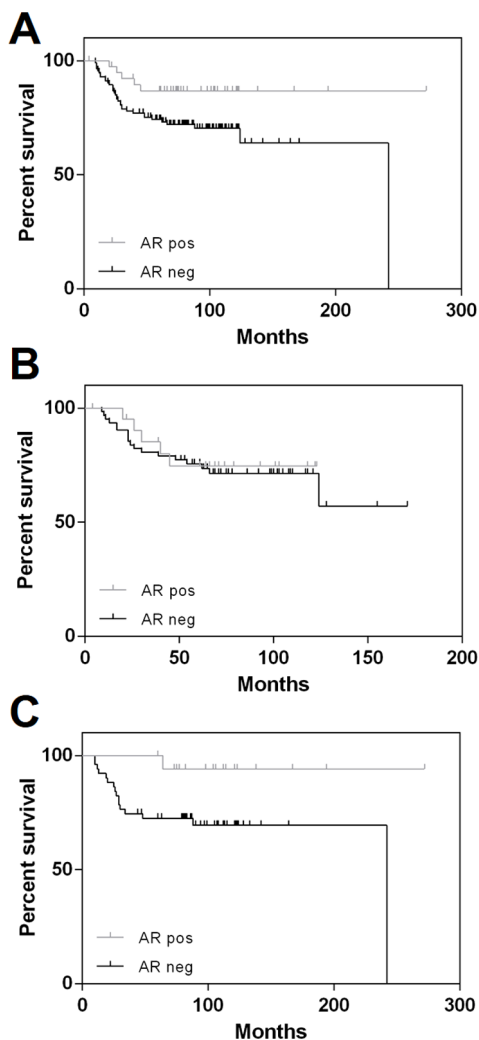 A
100
50
0
Percent survival
AR pos
AR neg
0 100 200 300
Months
B
100
50
0
Percent survival
AR pos
AR neg
0 50 100 150 200
Months
C
100
50
0
Percent survival
AR pos
AR neg
0 100 200 300
Months